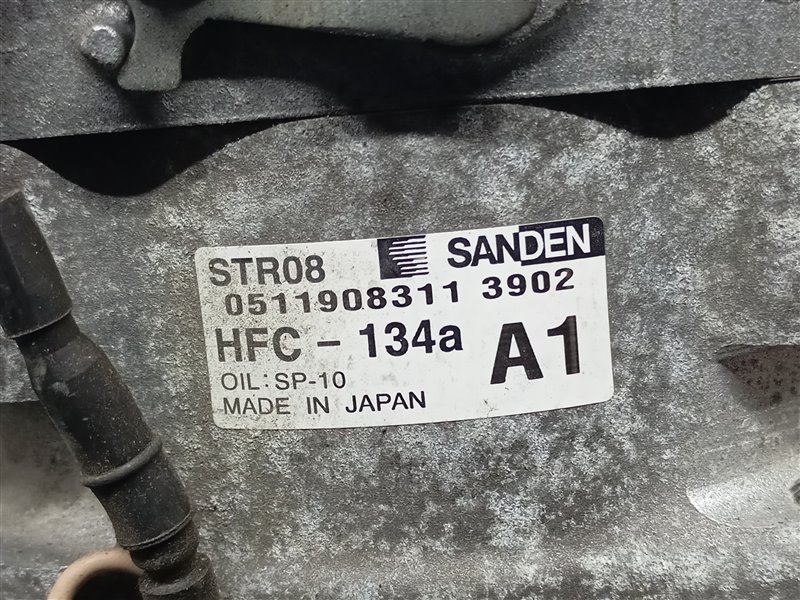 STR08 SANDEN
0511908311 3902
HFC - 134a A1
OIL: SP-10
MADE IN JAPAN